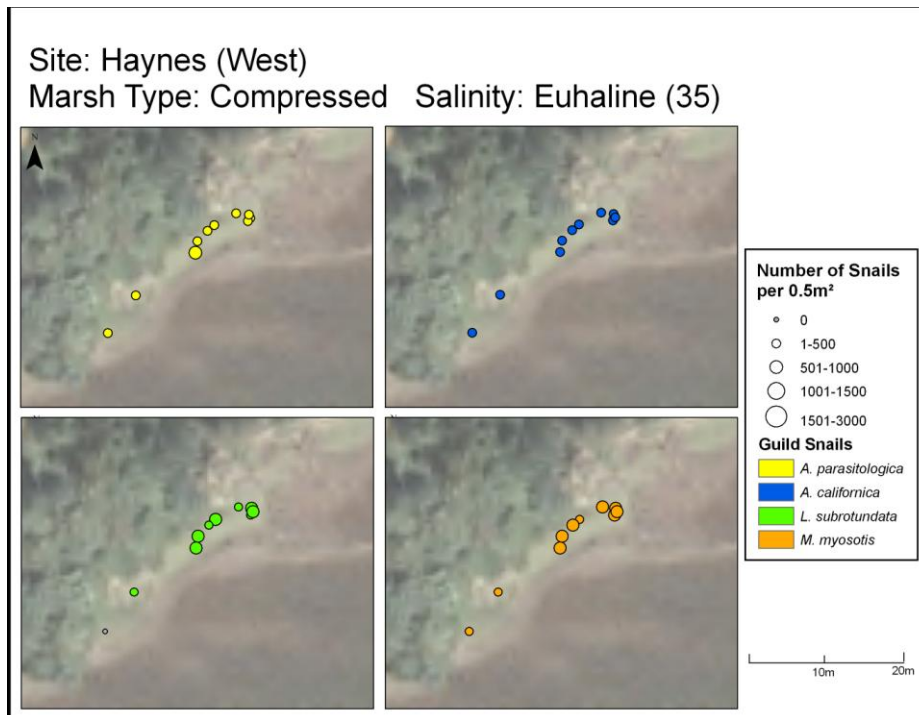 Site: Haynes (West)
Marsh Type: Compressed Salinity: Euhaline (35)
N
Number of Snails
per 0.5m²
0
1-500
501-1000
1001-1500
1501-3000
Guild Snails
A. parasitologica
A. californica
L. subrotundata
M. myosotis
10m 20m